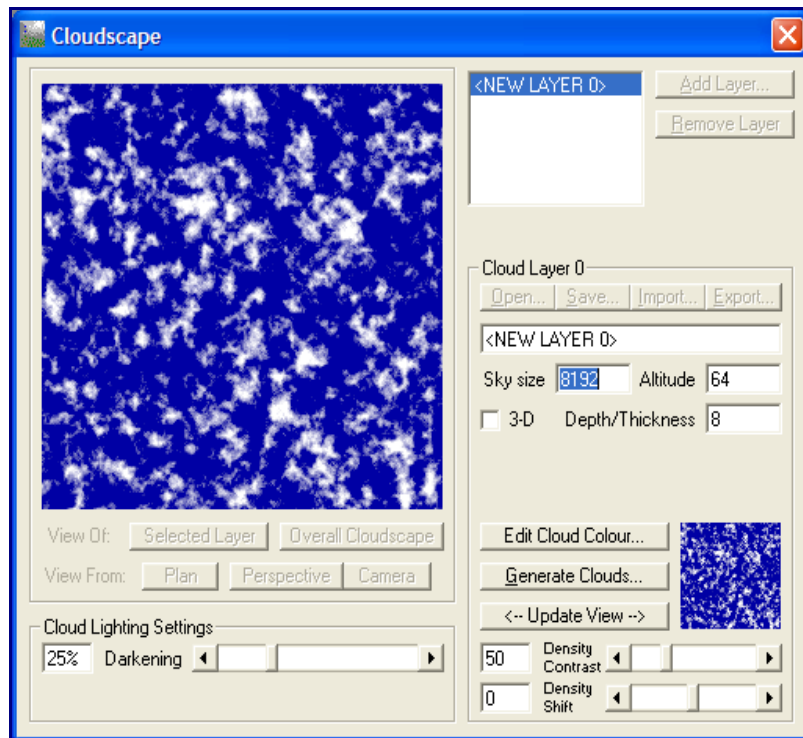 Cloudscape
<NEW LAYER 0>
Add Layer...
Remove Layer
Cloud Layer 0
Open... Save... Import... Export...
<NEW LAYER 0>
Sky size 8192 Altitude 64
3-D Depth/Thickness 8
View Of: Selected Layer Overall Cloudscape
View From: Plan Perspective Camera
Edit Cloud Colour...
Generate Clouds...
<-- Update View -->
Cloud Lighting Settings
25% Darkening
50 Density
Contrast
0 Density
Shift